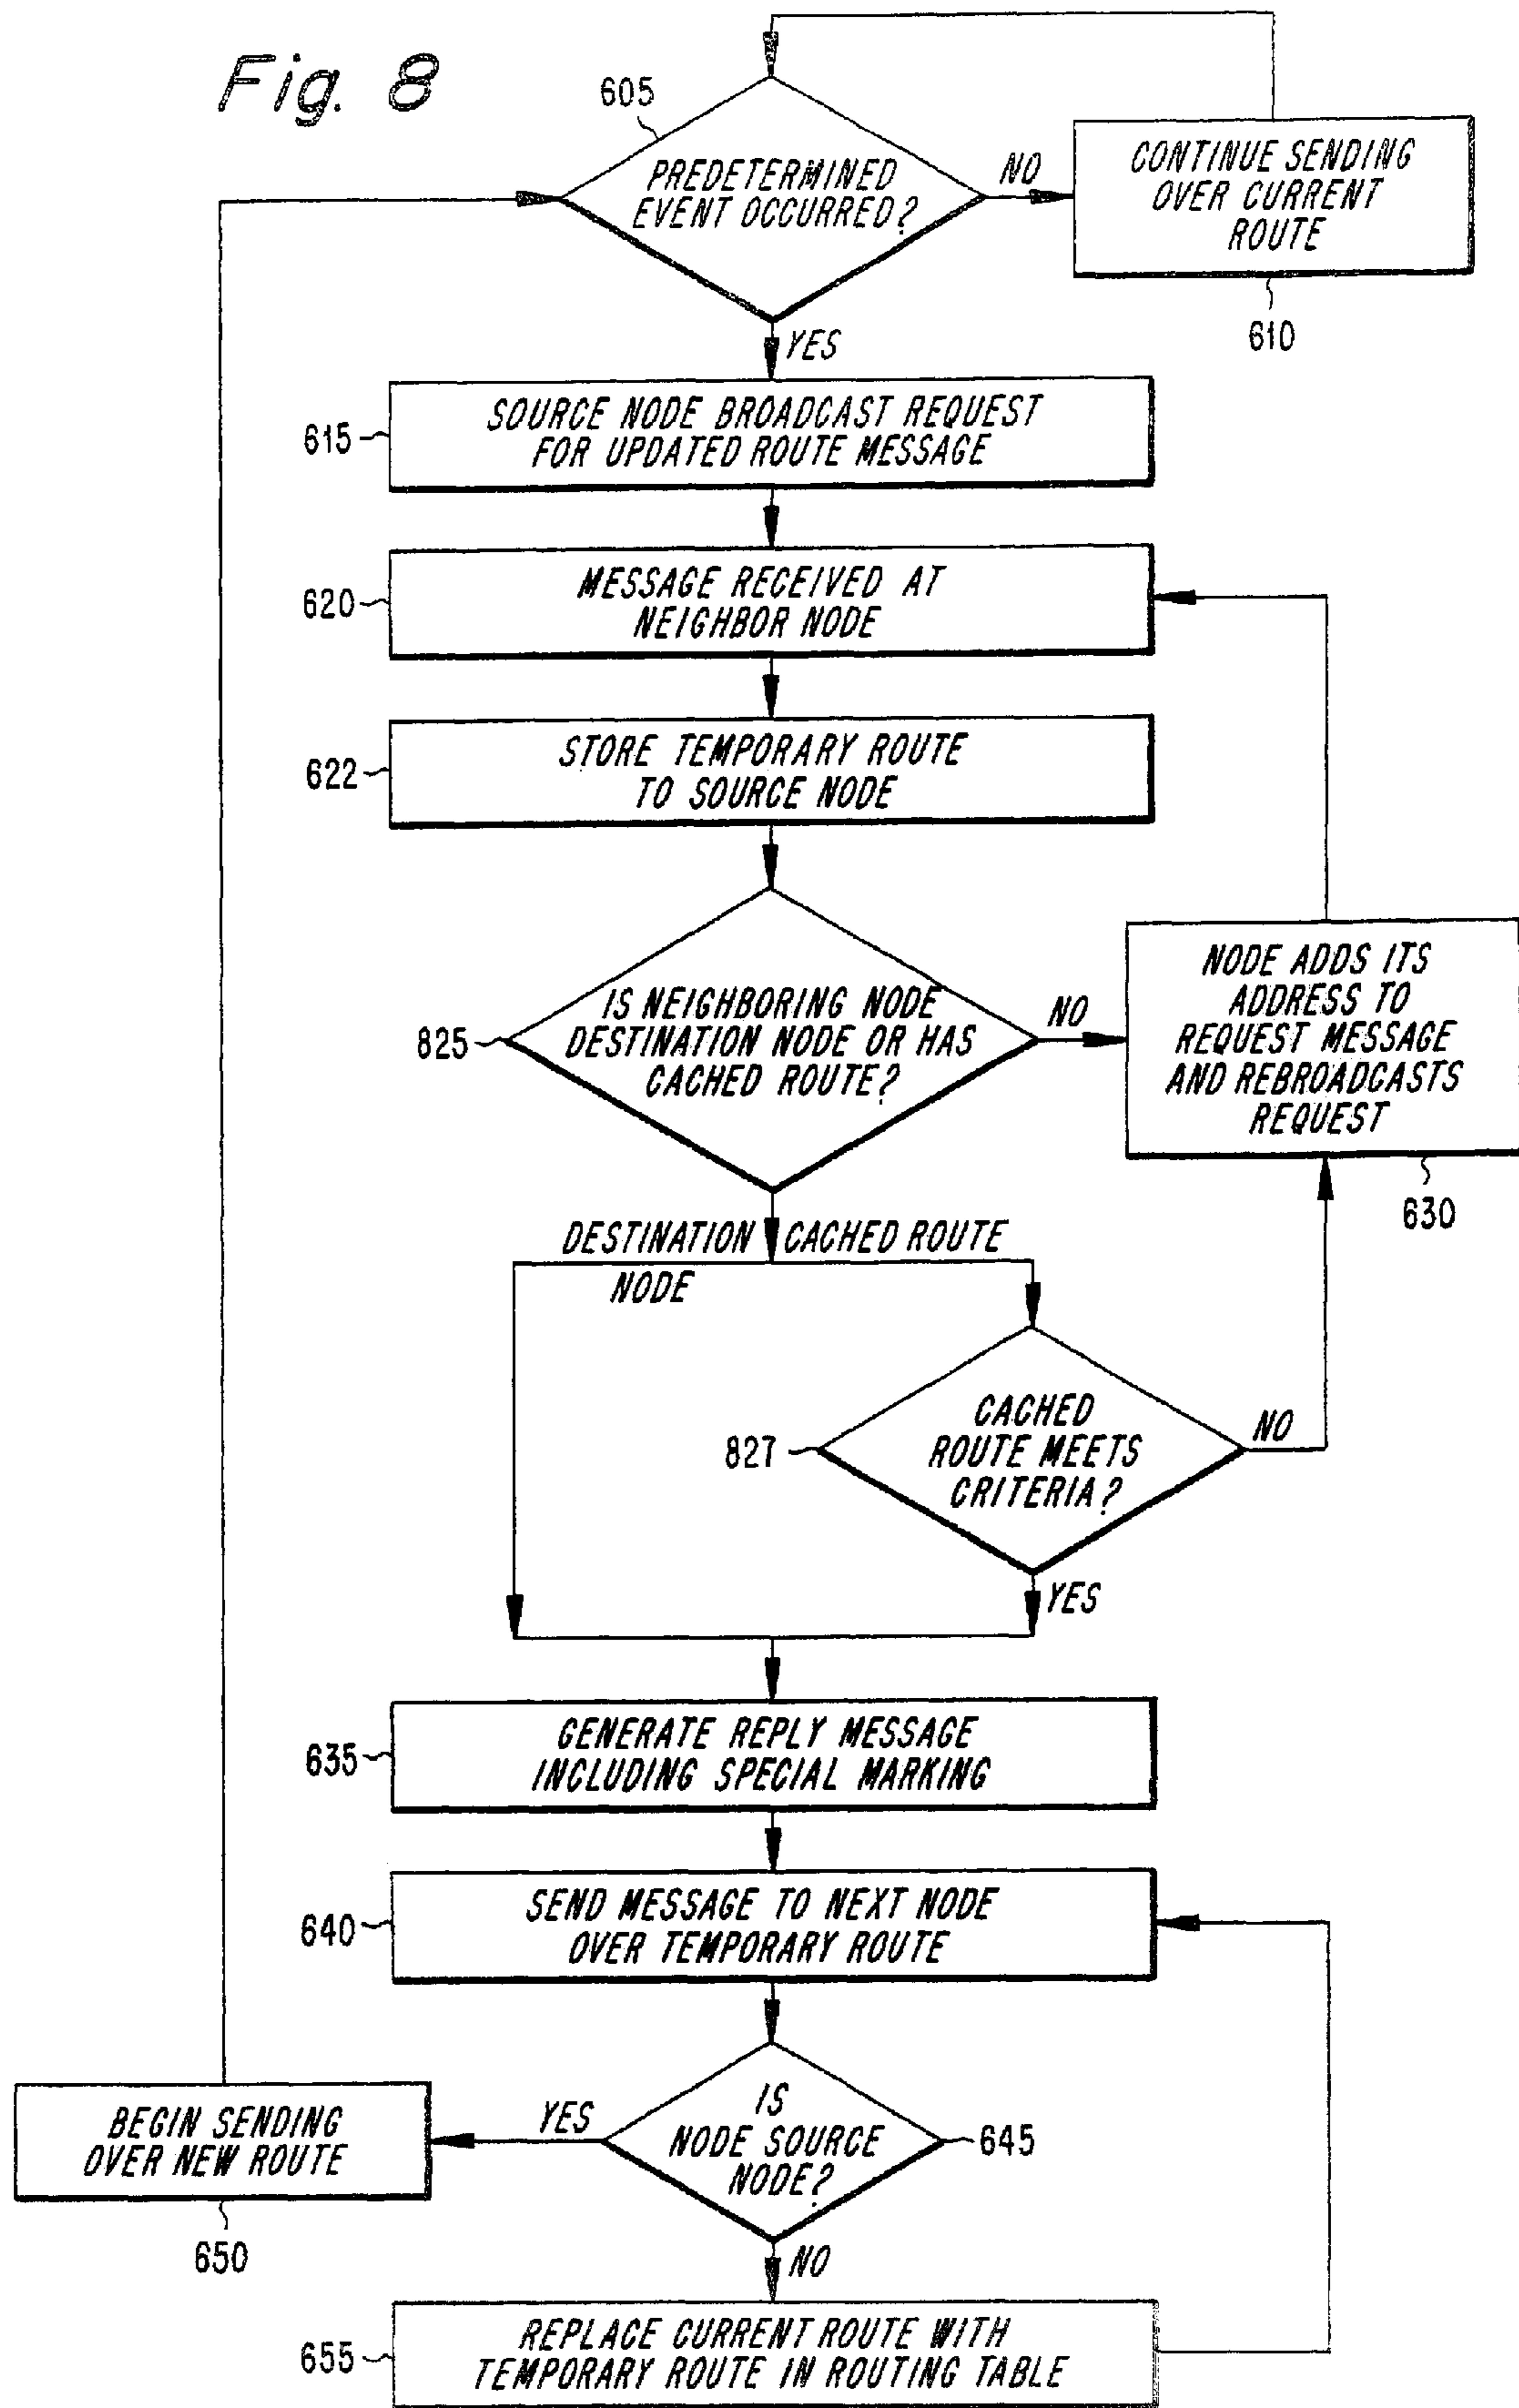 Fig. 8
605
PREDETERMINED
EVENT OCCURRED?
NO
CONTINUE SENDING
OVER CURRENT
ROUTE
610
YES
615
SOURCE NODE BROADCAST REQUEST
FOR UPDATED ROUTE MESSAGE
620
MESSAGE RECEIVED AT
NEIGHBOR NODE
622
STORE TEMPORARY ROUTE
TO SOURCE NODE
825
IS NEIGHBORING NODE
DESTINATION NODE OR HAS
CACHED ROUTE?
NO
NODE ADDS ITS
ADDRESS TO
REQUEST MESSAGE
AND REBROADCASTS
REQUEST
630
DESTINATION
NODE
CACHED ROUTE
827
CACHED
ROUTE MEETS
CRITERIA?
NO
YES
635
GENERATE REPLY MESSAGE
INCLUDING SPECIAL MARKING
640
SEND MESSAGE TO NEXT NODE
OVER TEMPORARY ROUTE
IS
NODE SOURCE
NODE?
645
YES
BEGIN SENDING
OVER NEW ROUTE
650
NO
655
REPLACE CURRENT ROUTE WITH
TEMPORARY ROUTE IN ROUTING TABLE